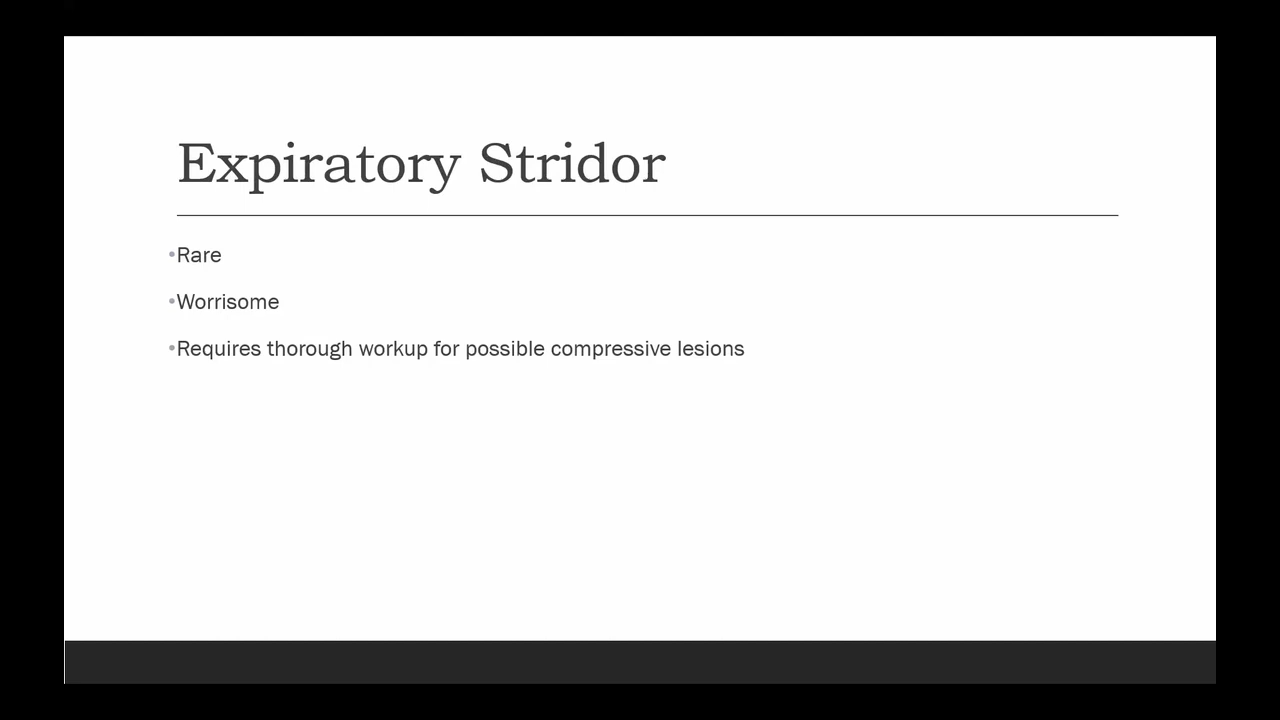 Expiratory Stridor
•Rare
•Worrisome
•Requires thorough workup for possible compressive lesions